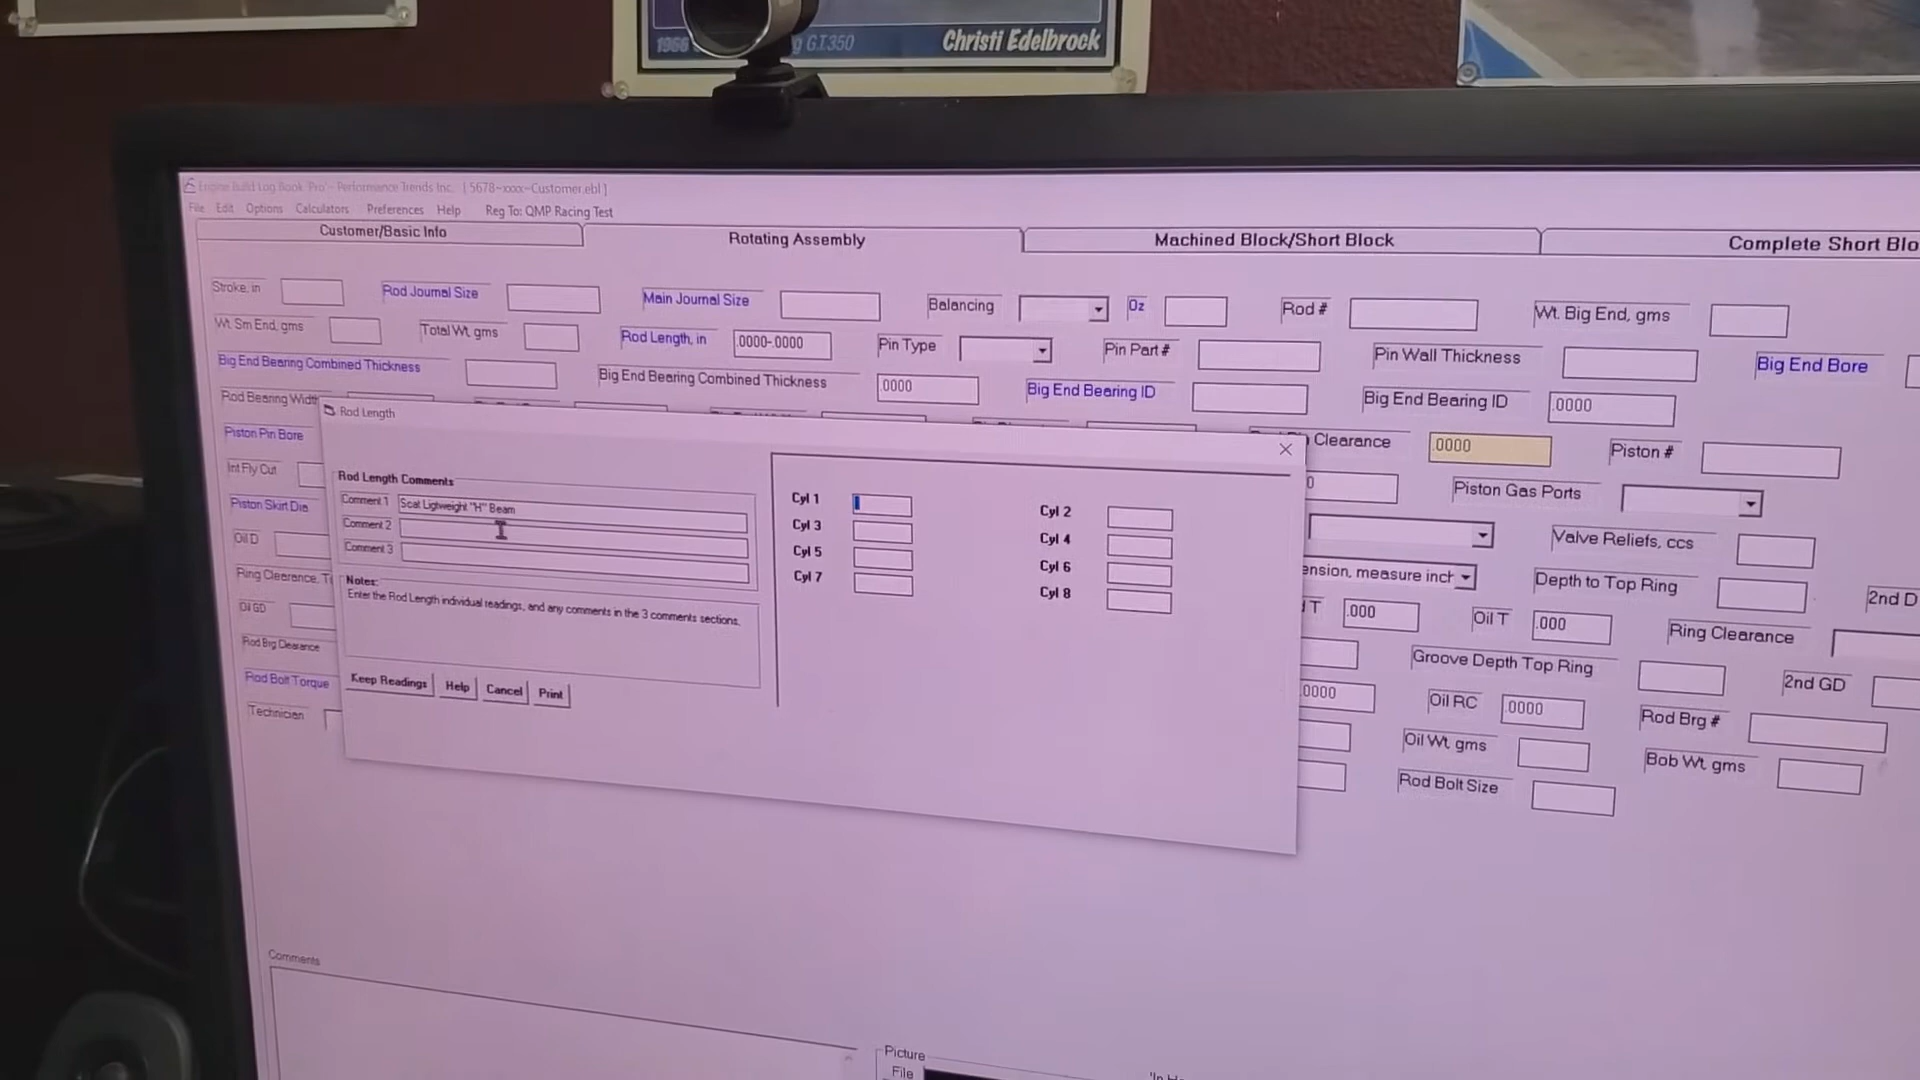 1966
g GT350
Christi Edelbrock
Engine Build Log Book 'Pro' - Performance Trends Inc. [ 5678~xxxx~Customer.ebl ]
File Edit Options Calculators Preferences Help Reg To: QMP Racing Test
Customer/Basic Info Rotating Assembly Machined Block/Short Block Complete Short Blo
Stroke, in Rod Journal Size Main Journal Size Balancing Oz Rod # Wt. Big End, gms
Wt. Sm End, gms Total Wt. gms Rod Length, in .0000-.0000 Pin Type Pin Part # Pin Wall Thickness Big End Bore
Big End Bearing Combined Thickness Big End Bearing Combined Thickness .0000 Big End Bearing ID Big End Bearing ID .0000
Rod Bearing Width
Clearance .0000 Piston #
Piston Pin Bore
Int Fly Cut
0 Piston Gas Ports
Piston Skirt Dia
Valve Reliefs, ccs
Oil D
ension, measure inch Depth to Top Ring 2nd D
Ring Clearance, T
T .000 Oil T .000 Ring Clearance
Oil GD
Groove Depth Top Ring 2nd GD
Rod Brg Clearance
.0000 Oil RC .0000 Rod Brg #
Rod Bolt Torque
Oil Wt. gms Bob Wt. gms
Technician
Rod Bolt Size
Rod Length
Rod Length Comments
Comment 1 Scat Ligtweight "H" Beam
Comment 2
Comment 3
Notes:
Enter the Rod Length individual readings, and any comments in the 3 comments sections.
Keep Readings Help Cancel Print
Cyl 1 Cyl 2
Cyl 3 Cyl 4
Cyl 5 Cyl 6
Cyl 7 Cyl 8
Comments
Picture
File